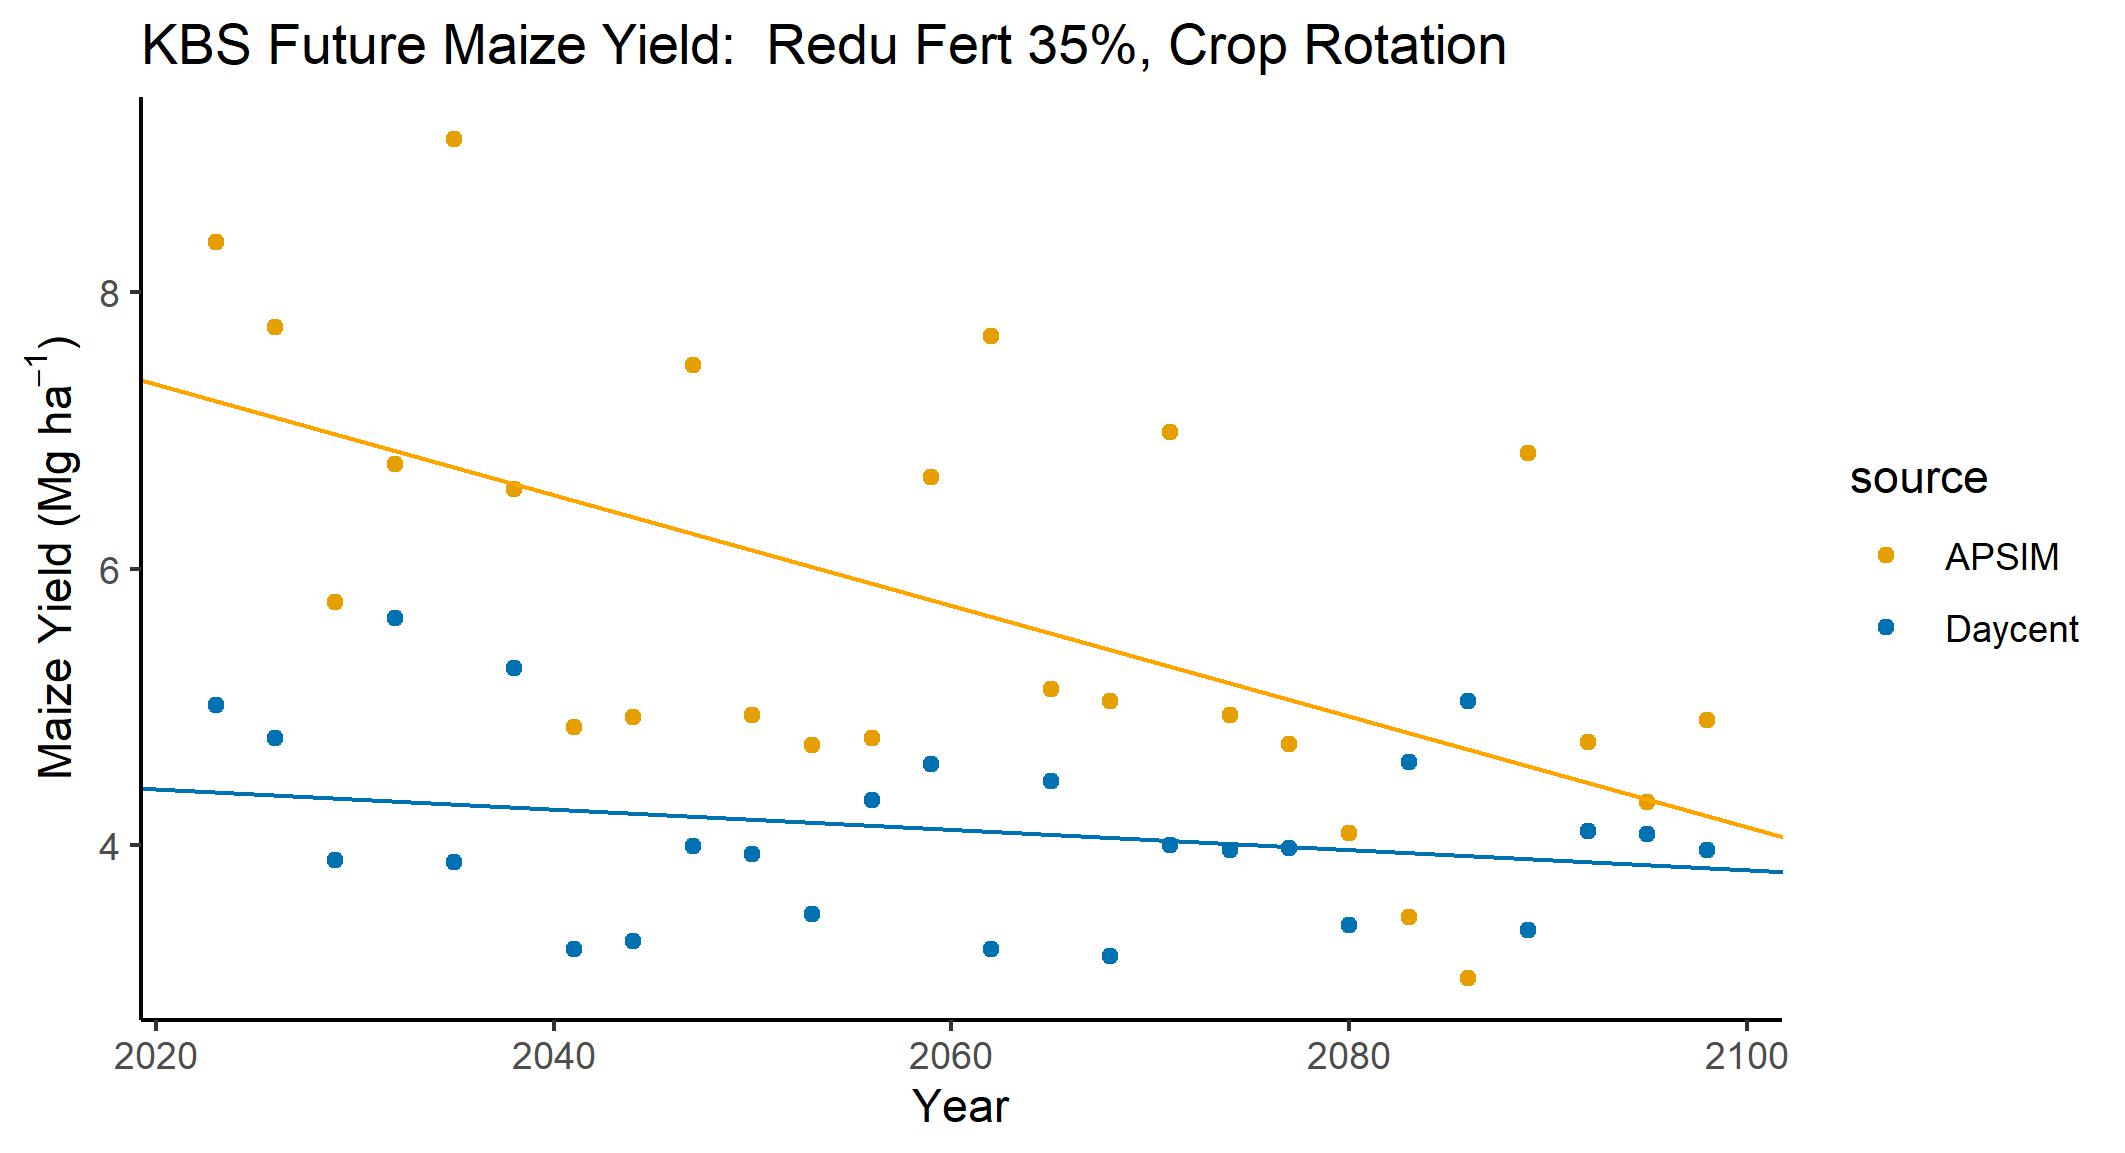 KBS Future Maize Yield:  Redu Fert 35%, Crop Rotation
Maize Yield (Mg ha⁻¹)
8
6
4
2020 2040 2060 2080 2100
Year
source
APSIM
Daycent